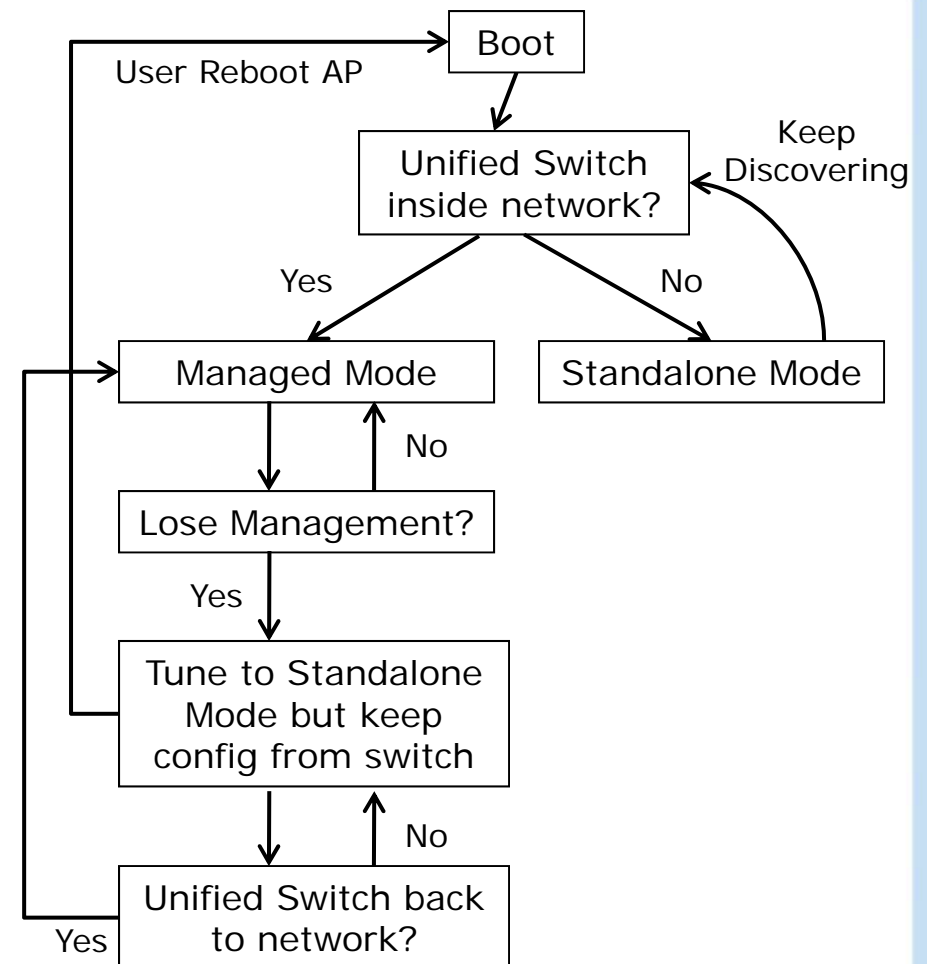 Boot
User Reboot AP
Keep
Discovering
Unified Switch
inside network?
Yes
No
Managed Mode
Standalone Mode
No
Lose Management?
Yes
Tune to Standalone
Mode but keep
config from switch
No
Unified Switch back
to network?
Yes